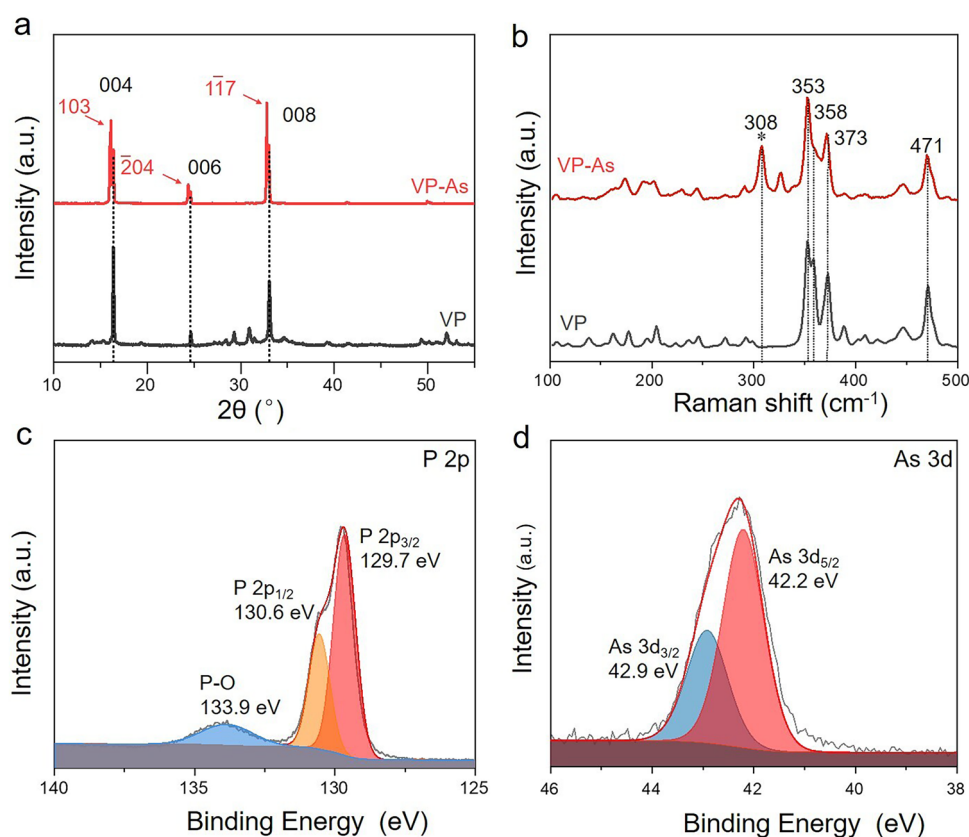 a
004
1̄17
103
008
2̄04
006
VP-As
VP
Intensity (a.u.)
10 20 30 40 50
2θ (°)
b
353
358
308
*
373
471
VP-As
VP
Intensity (a.u.)
100 200 300 400 500
Raman shift (cm⁻¹)
c
P 2p
P 2p3/2
129.7 eV
P 2p1/2
130.6 eV
P-O
133.9 eV
Intensity (a.u.)
140 135 130 125
Binding Energy (eV)
d
As 3d
As 3d5/2
42.2 eV
As 3d3/2
42.9 eV
Intensity (a.u.)
46 44 42 40 38
Binding Energy (eV)